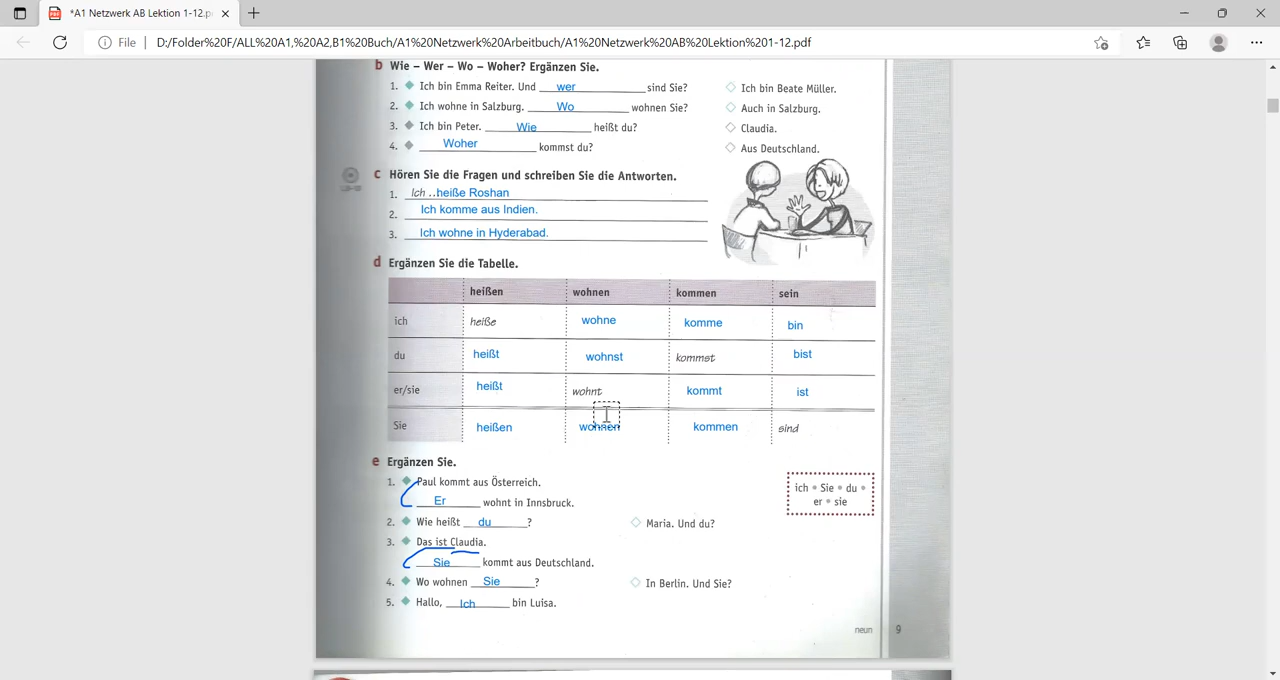 *A1 Netzwerk AB Lektion 1-12.p
File D:/Folder%20F/ALL%20A1,%20A2,B1%20Buch/A1%20Netzwerk%20Arbeitbuch/A1%20Netzwerk%20AB%20Lektion%201-12.pdf
b Wie – Wer – Wo – Woher? Ergänzen Sie.
1. Ich bin Emma Reiter. Und wer sind Sie? Ich bin Beate Müller.
2. Ich wohne in Salzburg. Wo wohnen Sie? Auch in Salzburg.
3. Ich bin Peter. Wie heißt du? Claudia.
4. Woher kommst du? Aus Deutschland.
c Hören Sie die Fragen und schreiben Sie die Antworten.
1. Ich ..heiße Roshan
2. Ich komme aus Indien.
3. Ich wohne in Hyderabad.
d Ergänzen Sie die Tabelle.
heißen wohnen kommen sein
ich heiße wohne komme bin
du heißt wohnst kommst bist
er/sie heißt wohnt kommt ist
Sie heißen wohnen kommen sind
e Ergänzen Sie.
1. Paul kommt aus Österreich.
Er wohnt in Innsbruck.
ich • Sie • du •
er • sie
2. Wie heißt du ? Maria. Und du?
3. Das ist Claudia.
Sie kommt aus Deutschland.
4. Wo wohnen Sie ? In Berlin. Und Sie?
5. Hallo, Ich bin Luisa.
neun 9